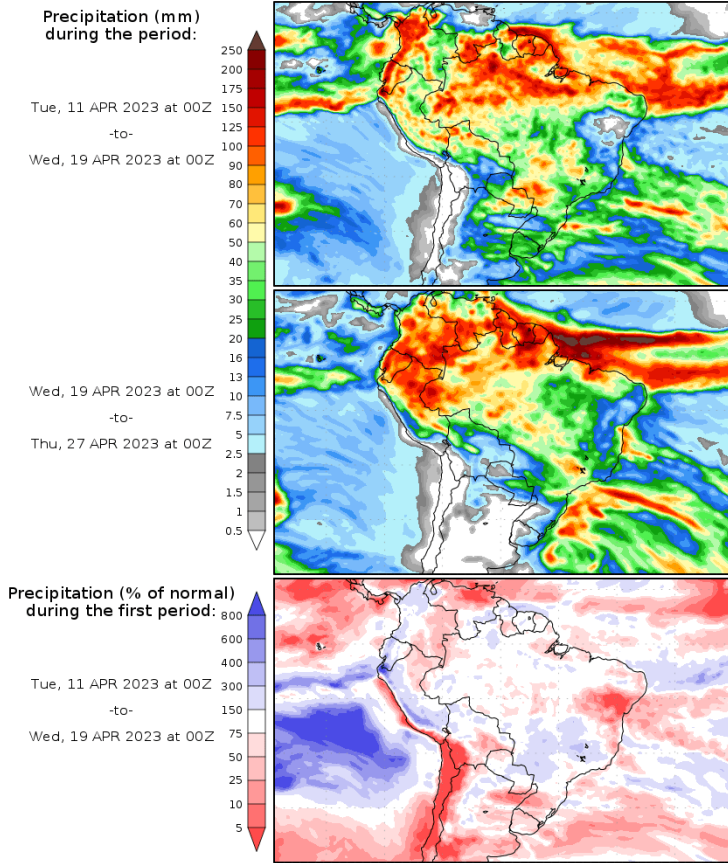 Precipitation (mm)
during the period:
Tue, 11 APR 2023 at 00Z
-to-
Wed, 19 APR 2023 at 00Z
250
200
175
150
125
100
90
80
70
60
50
40
35
30
25
20
16
13
10
7.5
5
2.5
2
1.5
1
0.5
Wed, 19 APR 2023 at 00Z
-to-
Thu, 27 APR 2023 at 00Z
Precipitation (% of normal)
during the first period:
Tue, 11 APR 2023 at 00Z
-to-
Wed, 19 APR 2023 at 00Z
800
600
400
300
150
75
50
25
10
5